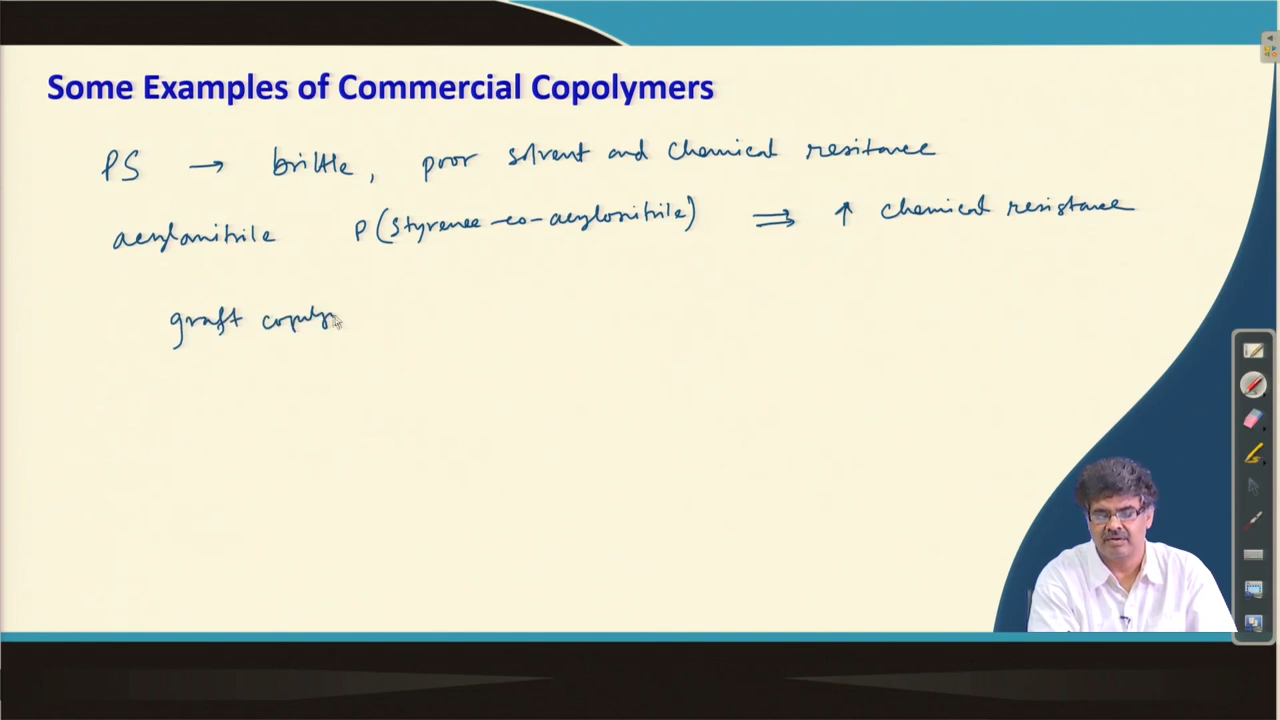 Some Examples of Commercial Copolymers
PS → brittle, poor solvent and chemical resitance
acrylonitrile P(styrene-co-acrylonitrile) ⇒ ↑ chemical resistance
graft copoly